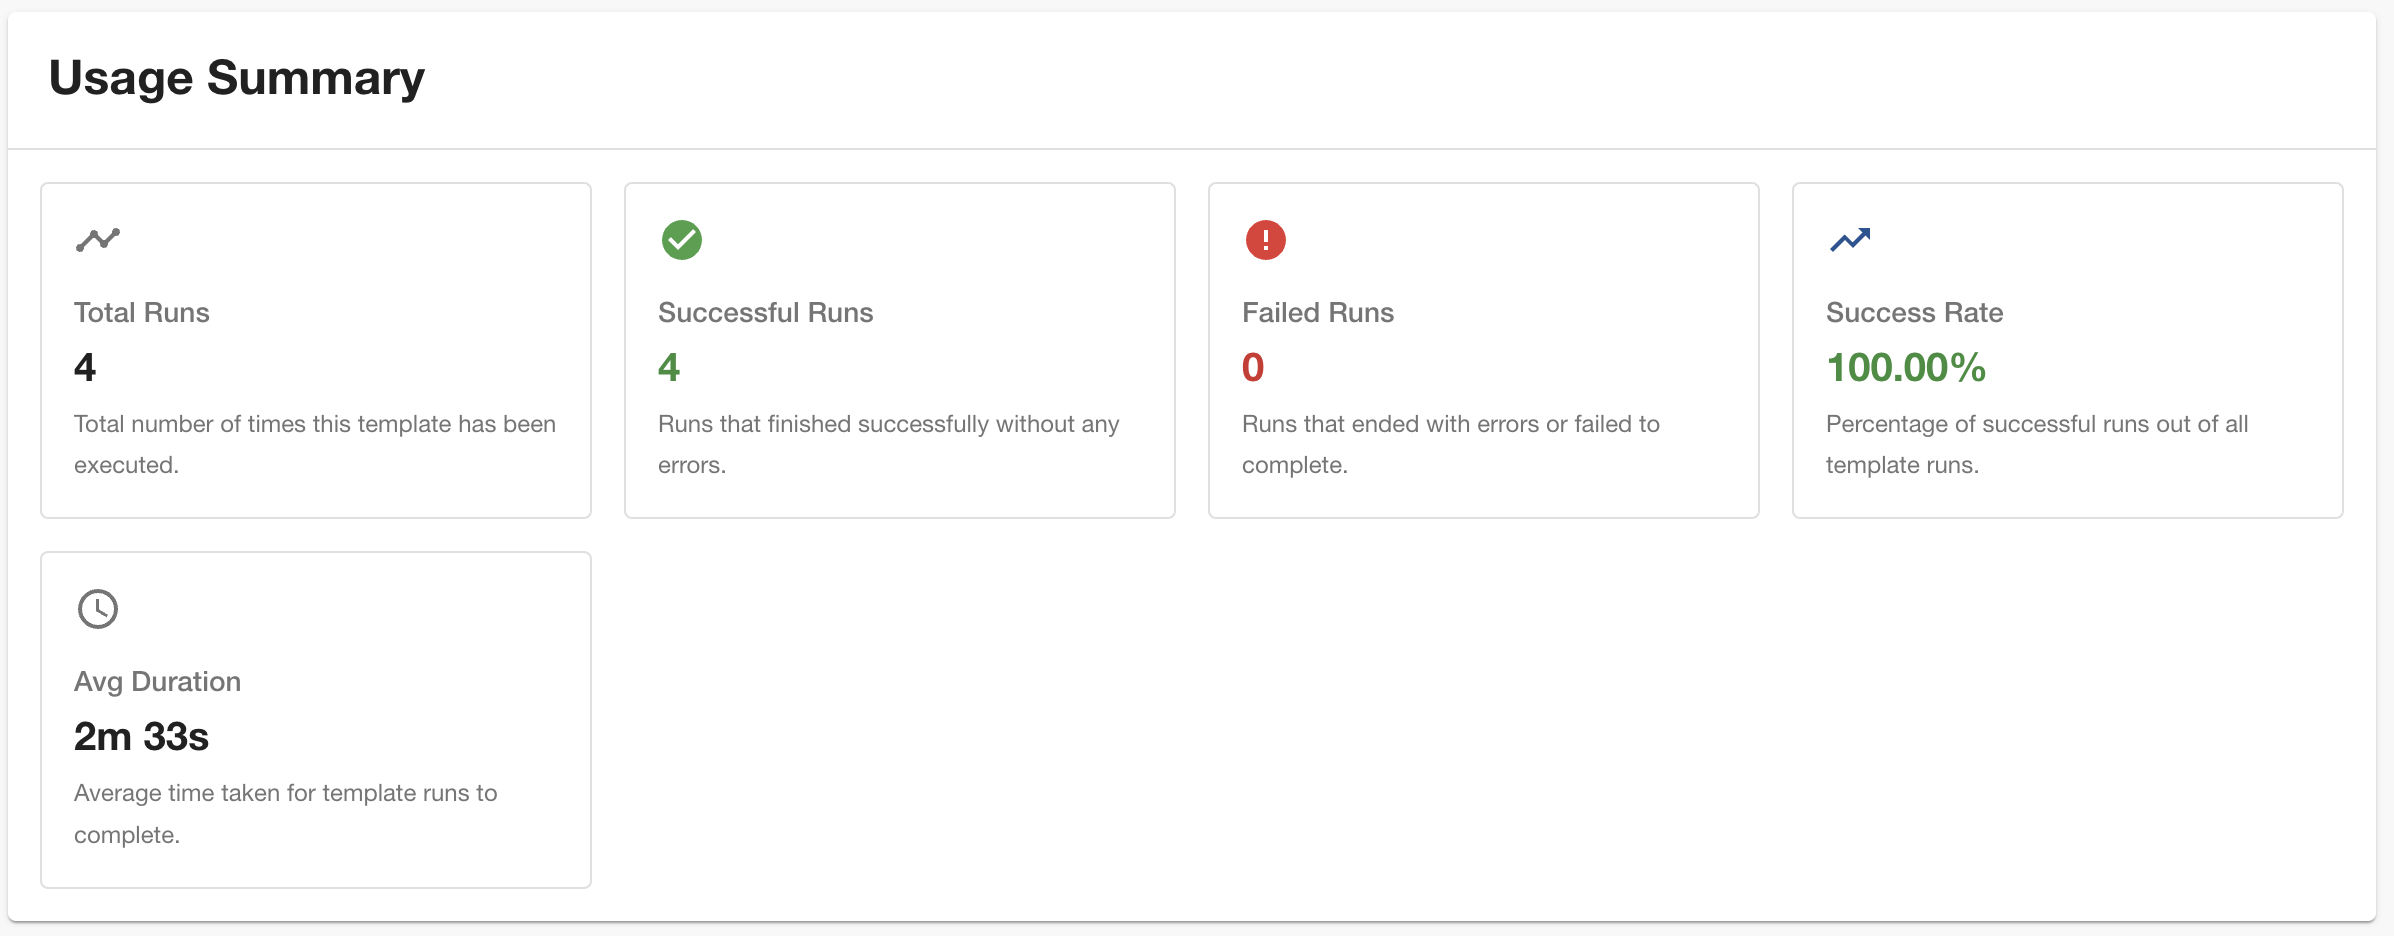 Usage Summary
Total Runs
4
Total number of times this template has been
executed.
Successful Runs
4
Runs that finished successfully without any
errors.
Failed Runs
0
Runs that ended with errors or failed to
complete.
Success Rate
100.00%
Percentage of successful runs out of all
template runs.
Avg Duration
2m 33s
Average time taken for template runs to
complete.